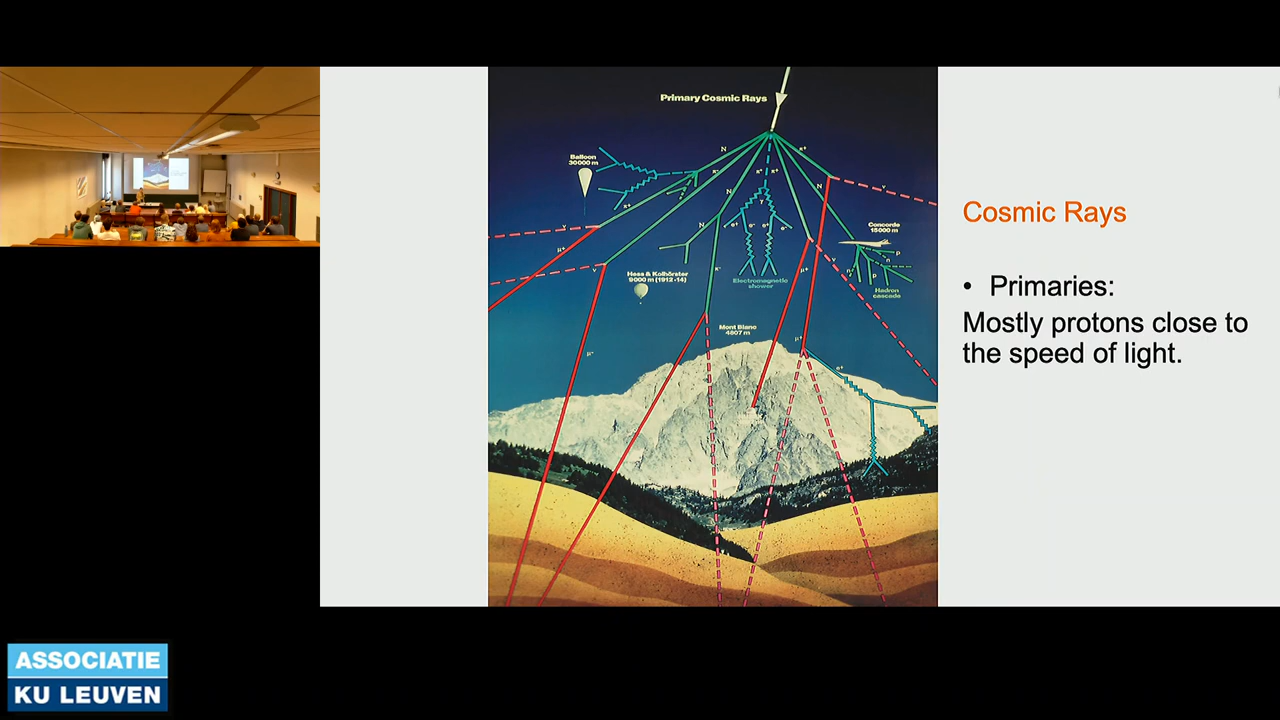 Primary Cosmic Rays
Balloon
30000 m
N
N
N
Concorde
15000 m
Hess & Kolhörster
9000 m (1912-14)
Electromagnetic
shower
Hadron
cascade
Mont Blanc
4807 m
Cosmic Rays
• Primaries:
Mostly protons close to
the speed of light.
ASSOCIATIE
KU LEUVEN